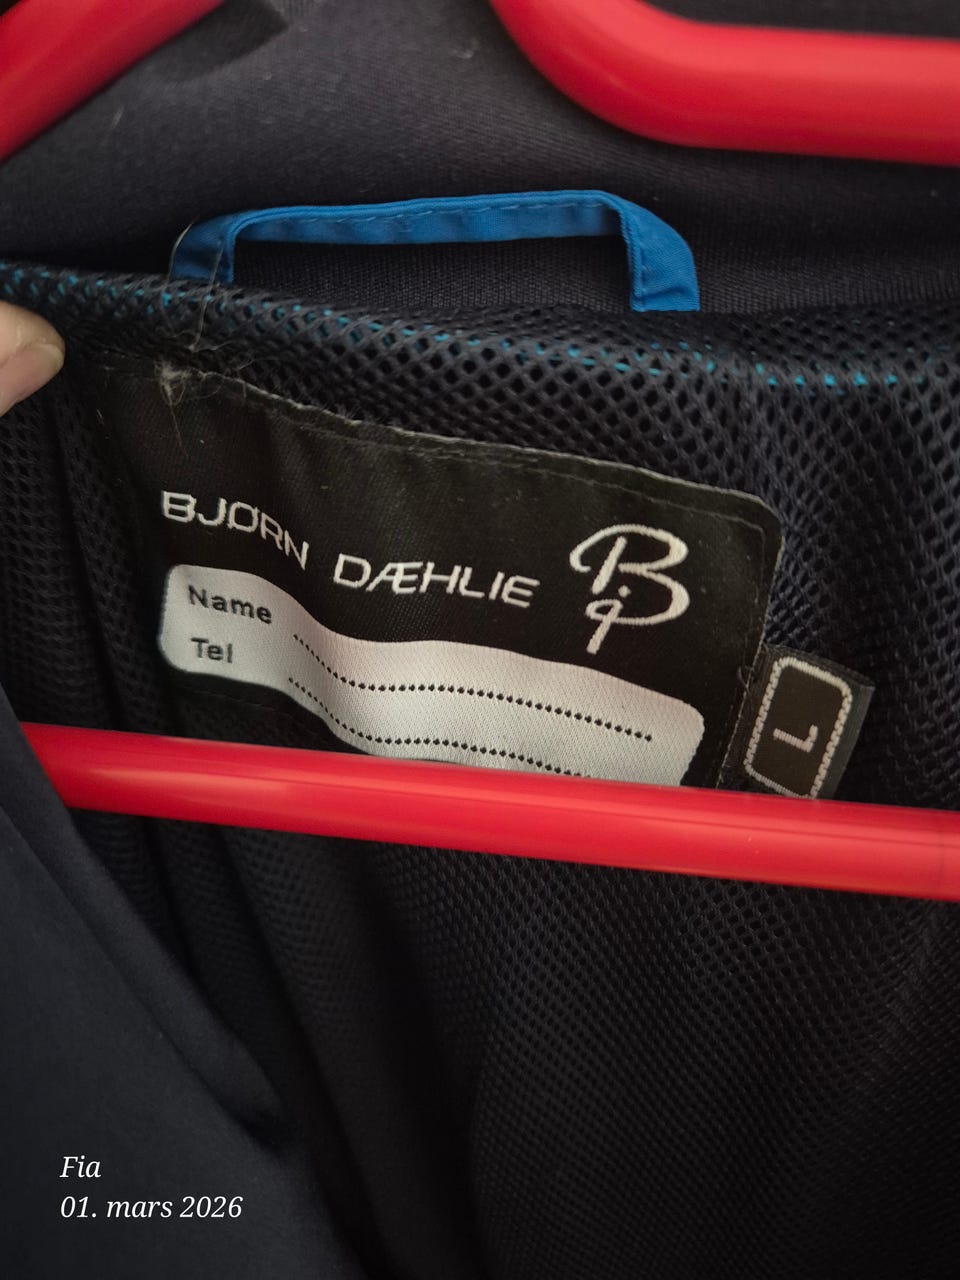 BJØRN DÆHLIE
Name
Tel
L
Fia
01. mars 2026